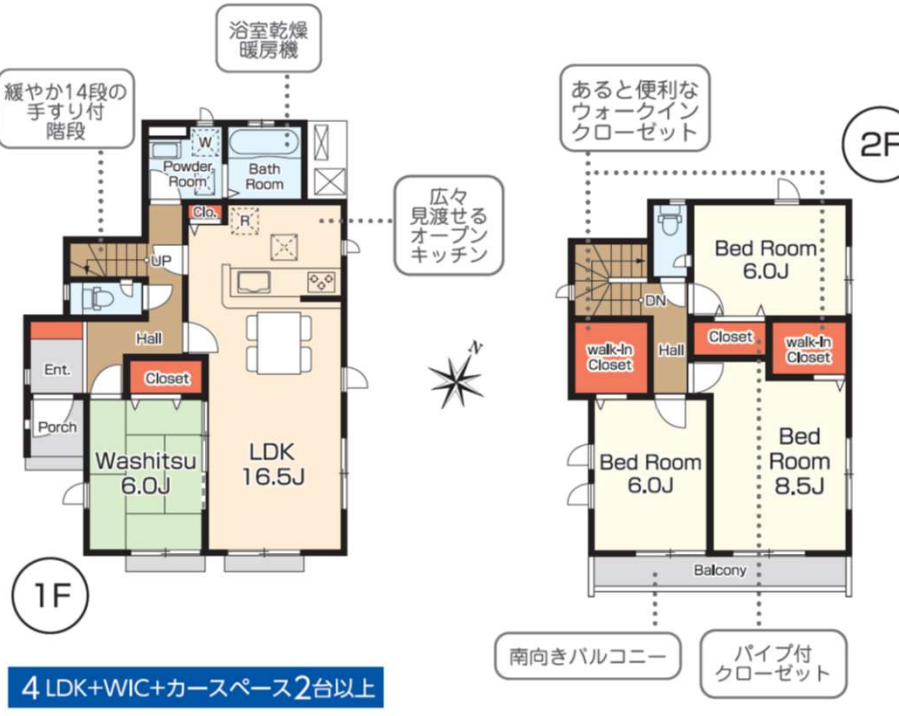 浴室乾燥
暖房機
緩やか14段の
手すり付
階段
あると便利な
ウォークイン
クローゼット
2F
W
Powder
Room
Bath
Room
広々
見渡せる
オープン
キッチン
Clo.
R
UP
Hall
Ent.
Closet
Porch
Washitsu
6.0J
LDK
16.5J
N
Bed Room
6.0J
DN
walk-In
Closet
Hall
Closet
walk-In
Closet
Bed Room
6.0J
Bed
Room
8.5J
Balcony
1F
南向きバルコニー
パイプ付
クローゼット
4 LDK+WIC+カースペース2台以上